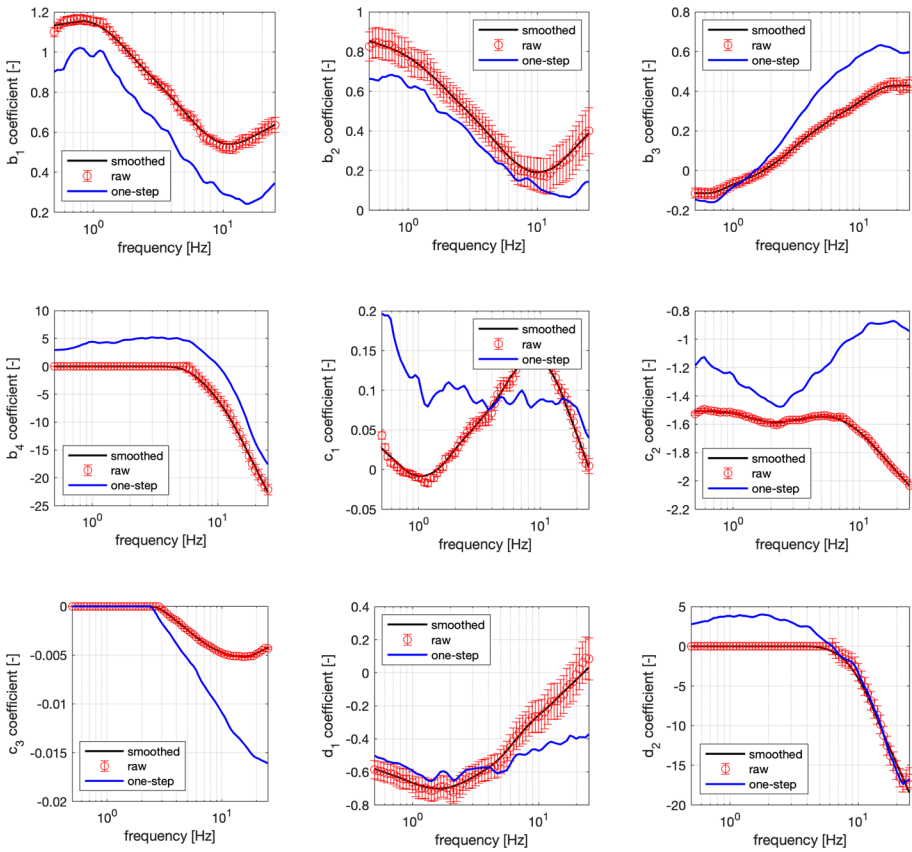 1.2
1
0.8
0.6
0.4
0.2
b1 coefficient [-]
smoothed
raw
one-step
10^0
10^1
frequency [Hz]
1
0.8
0.6
0.4
0.2
0
b2 coefficient [-]
smoothed
raw
one-step
10^0
10^1
frequency [Hz]
0.8
0.6
0.4
0.2
0
-0.2
b3 coefficient [-]
smoothed
raw
one-step
10^0
10^1
frequency [Hz]
10
5
0
-5
-10
-15
-20
-25
b4 coefficient [-]
smoothed
raw
one-step
10^0
10^1
frequency [Hz]
0.2
0.15
0.1
0.05
0
-0.05
c1 coefficient [-]
smoothed
raw
one-step
10^0
10^1
frequency [Hz]
-0.8
-1
-1.2
-1.4
-1.6
-1.8
-2
-2.2
c2 coefficient [-]
smoothed
raw
one-step
10^0
10^1
frequency [Hz]
0
-0.005
-0.01
-0.015
-0.02
c3 coefficient [-]
smoothed
raw
one-step
10^0
10^1
frequency [Hz]
0.4
0.2
0
-0.2
-0.4
-0.6
-0.8
d1 coefficient [-]
smoothed
raw
one-step
10^0
10^1
frequency [Hz]
5
0
-5
-10
-15
-20
d2 coefficient [-]
smoothed
raw
one-step
10^0
10^1
frequency [Hz]